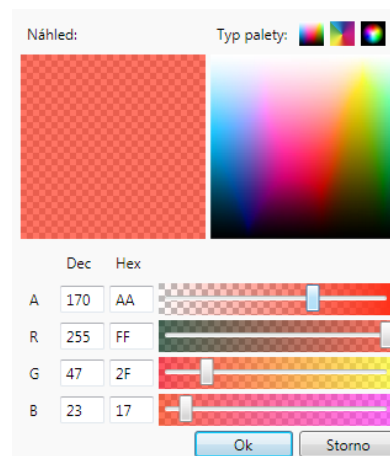 Náhled: Typ palety:
Dec Hex
A 170 AA
R 255 FF
G 47 2F
B 23 17
Ok Storno